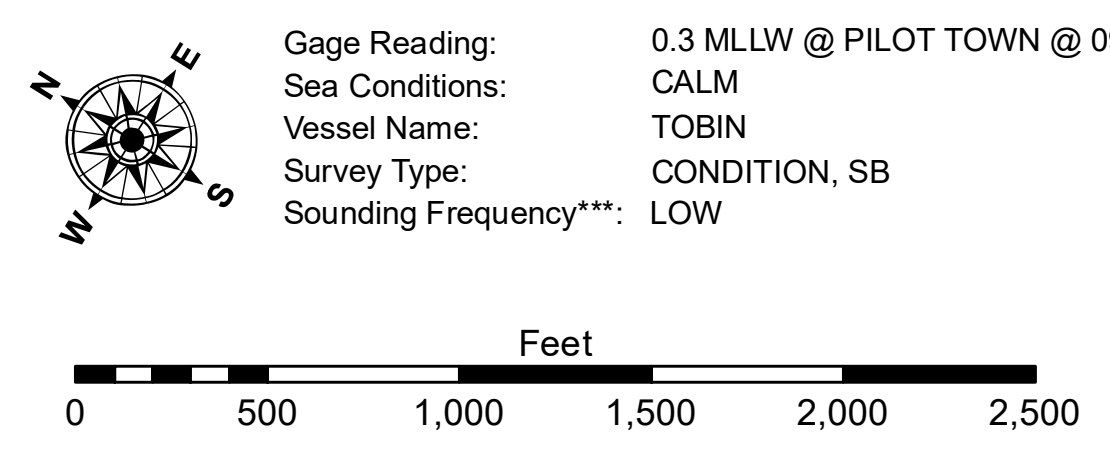 N
E
S
W
Gage Reading: 0.3 MLLW @ PILOT TOWN @ 0
Sea Conditions: CALM
Vessel Name: TOBIN
Survey Type: CONDITION, SB
Sounding Frequency***: LOW
Feet
0 500 1,000 1,500 2,000 2,500